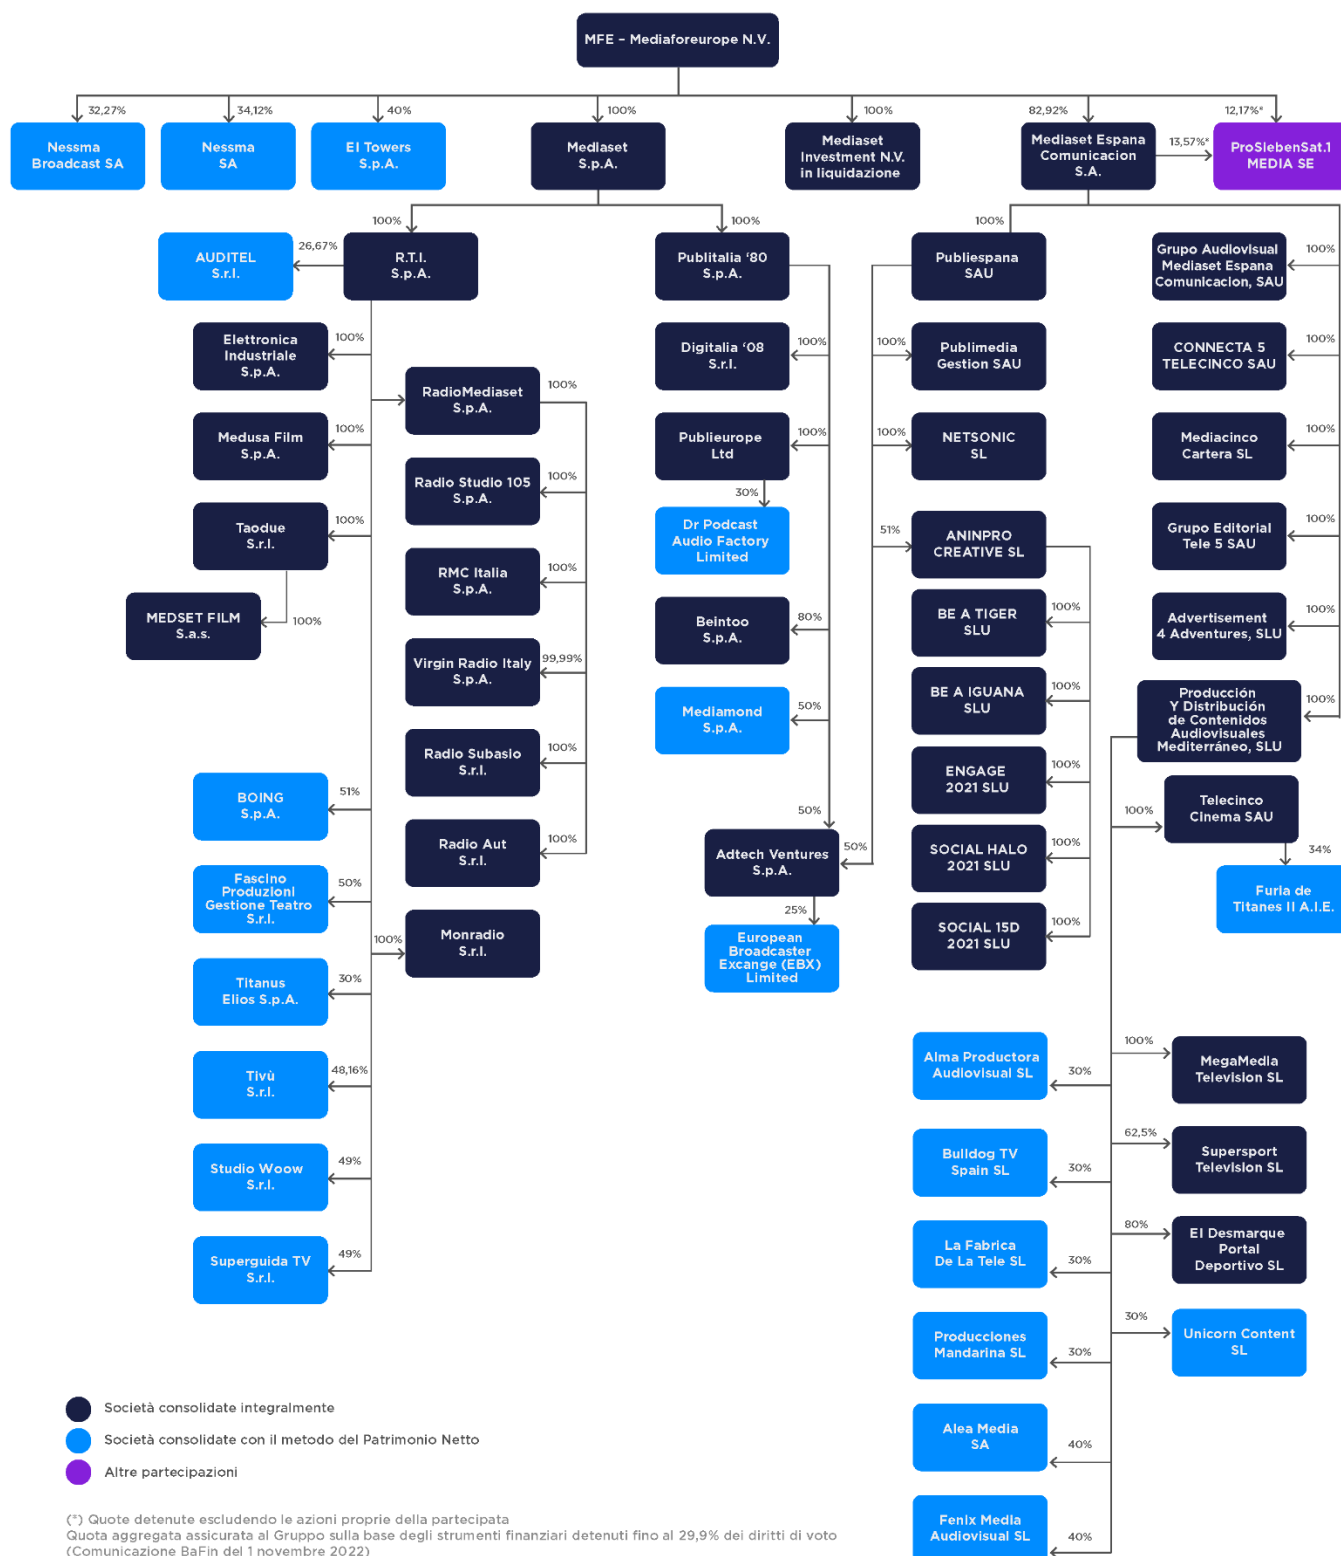 MFE – Mediaforeurope N.V.
32,27%
34,12%
40%
100%
100%
82,92%
12,17%*
Nessma
Broadcast SA
Nessma
SA
EI Towers
S.p.A.
Mediaset
S.p.A.
Mediaset
Investment N.V.
in liquidazione
Mediaset Espana
Comunicacion
S.A.
13,57%*
ProSiebenSat.1
MEDIA SE
100%
100%
100%
AUDITEL
S.r.l.
26,67%
R.T.I.
S.p.A.
Publitalia ‘80
S.p.A.
Publiespana
SAU
Grupo Audiovisual
Mediaset Espana
Comunicacion, SAU
100%
Elettronica
Industriale
S.p.A.
100%
Digitalia ‘08
S.r.l.
100%
100%
Publimedia
Gestion SAU
CONNECTA 5
TELECINCO SAU
100%
RadioMediaset
S.p.A.
100%
Medusa Film
S.p.A.
100%
Publieurope
Ltd
100%
100%
NETSONIC
SL
Mediacinco
Cartera SL
100%
Radio Studio 105
S.p.A.
100%
30%
Taodue
S.r.l.
100%
Dr Podcast
Audio Factory
Limited
51%
ANINPRO
CREATIVE SL
Grupo Editorial
Tele 5 SAU
100%
RMC Italia
S.p.A.
100%
MEDSET FILM
S.a.s.
100%
Beintoo
S.p.A.
80%
BE A TIGER
SLU
100%
Advertisement
4 Adventures, SLU
100%
Virgin Radio Italy
S.p.A.
99,99%
Mediamond
S.p.A.
50%
BE A IGUANA
SLU
100%
Producción
Y Distribución
de Contenidos
Audiovisuales
Mediterráneo, SLU
100%
Radio Subasio
S.r.l.
100%
ENGAGE
2021 SLU
100%
BOING
S.p.A.
51%
50%
100%
Telecinco
Cinema SAU
Radio Aut
S.r.l.
100%
Adtech Ventures
S.p.A.
50%
SOCIAL HALO
2021 SLU
100%
34%
Fascino
Produzioni
Gestione Teatro
S.r.l.
50%
25%
Furia de
Titanes II A.I.E.
100%
Monradio
S.r.l.
European
Broadcaster
Excange (EBX)
Limited
SOCIAL 15D
2021 SLU
100%
Titanus
Elios S.p.A.
30%
Tivù
S.r.l.
48,16%
Alma Productora
Audiovisual SL
30%
100%
MegaMedia
Television SL
Studio Woow
S.r.l.
49%
Bulldog TV
Spain SL
30%
62,5%
Supersport
Television SL
Superguida TV
S.r.l.
49%
La Fabrica
De La Tele SL
30%
80%
El Desmarque
Portal
Deportivo SL
Producciones
Mandarina SL
30%
30%
Unicorn Content
SL
Alea Media
SA
40%
Fenix Media
Audiovisual SL
40%
Società consolidate integralmente
Società consolidate con il metodo del Patrimonio Netto
Altre partecipazioni
(*) Quote detenute escludendo le azioni proprie della partecipata
Quota aggregata assicurata al Gruppo sulla base degli strumenti finanziari detenuti fino al 29,9% dei diritti di voto
(Comunicazione BaFin del 1 novembre 2022)